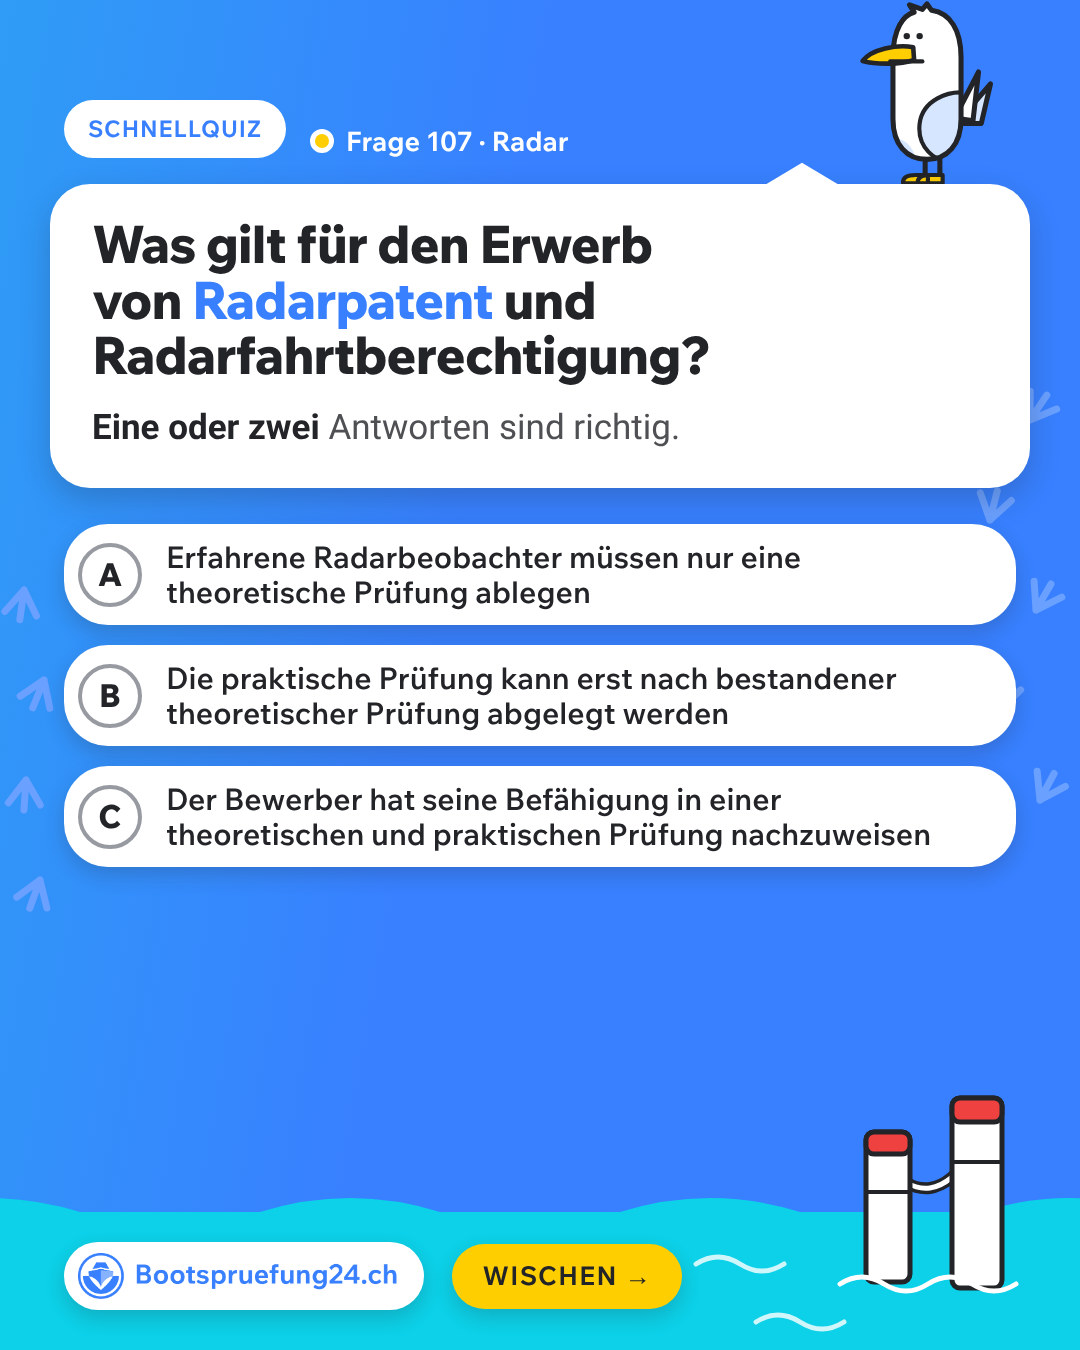 SCHNELLQUIZ
Frage 107 · Radar
Was gilt für den Erwerb
von Radarpatent und
Radarfahrtberechtigung?
Eine oder zwei Antworten sind richtig.
A
Erfahrene Radarbeobachter müssen nur eine
theoretische Prüfung ablegen
B
Die praktische Prüfung kann erst nach bestandener
theoretischer Prüfung abgelegt werden
C
Der Bewerber hat seine Befähigung in einer
theoretischen und praktischen Prüfung nachzuweisen
Bootspruefung24.ch
WISCHEN →